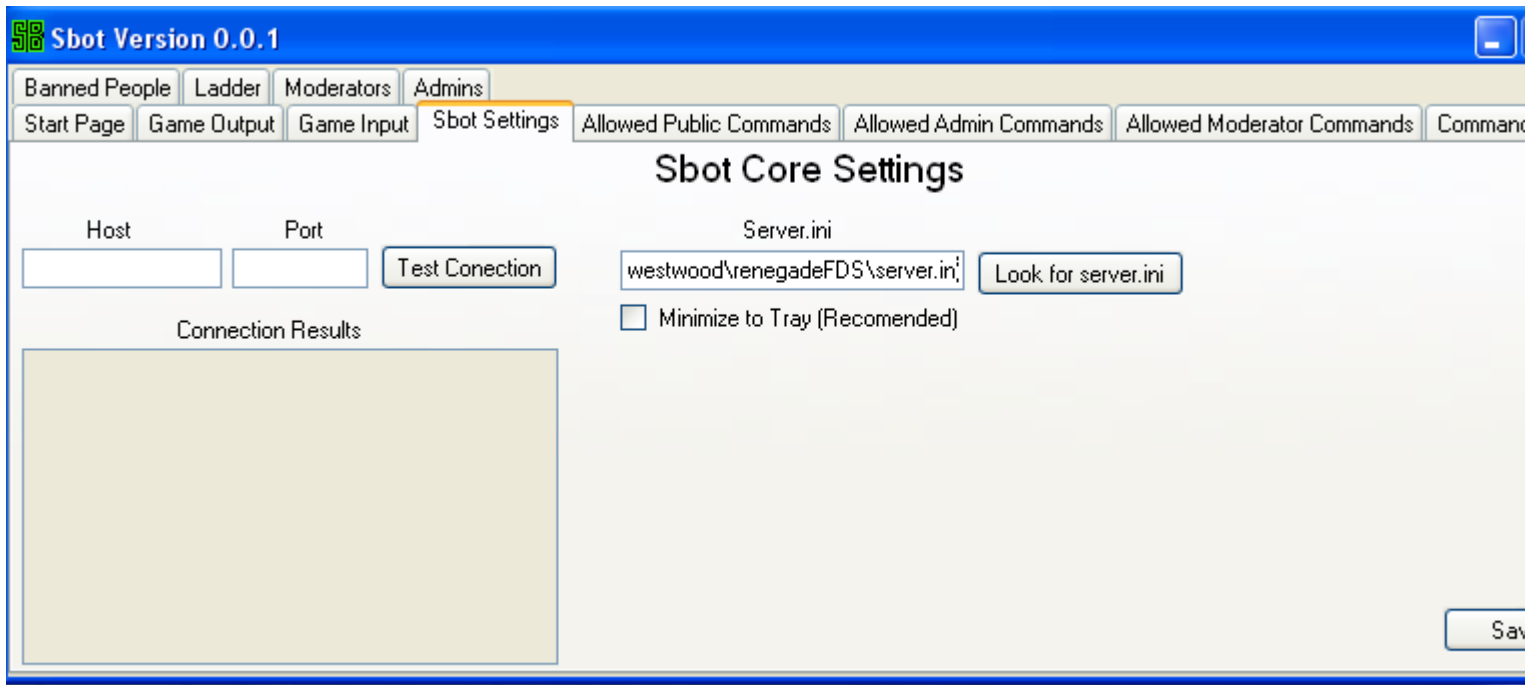 SB Sbot Version 0.0.1
Banned People Ladder Moderators Admins
Start Page Game Output Game Input Sbot Settings Allowed Public Commands Allowed Admin Commands Allowed Moderator Commands
Sbot Core Settings
Host Port Server.ini
Test Conection westwood\renegadeFDS\server.in Look for server.ini
Minimize to Tray (Recomended)
Connection Results